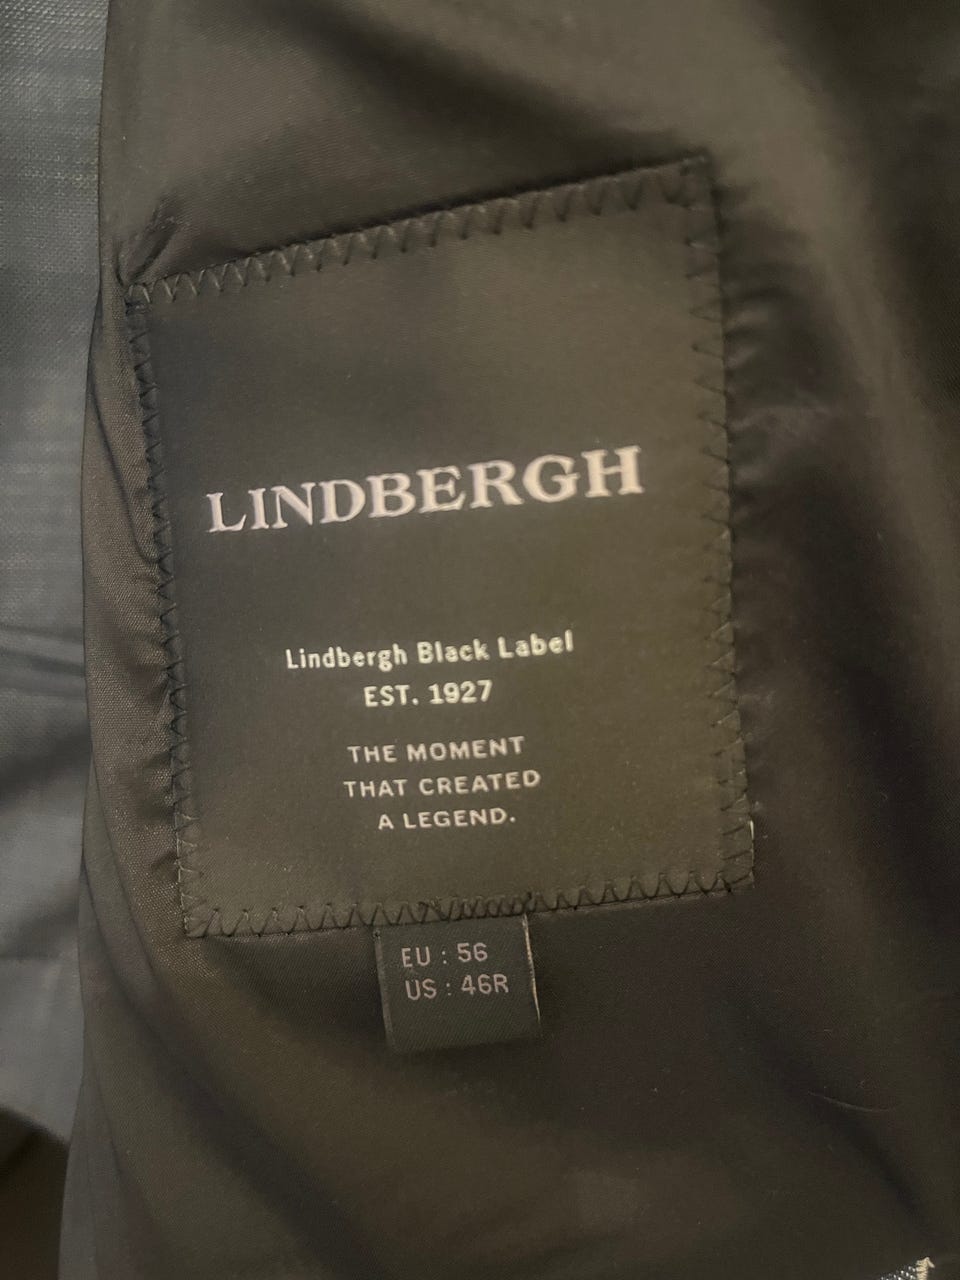 LINDBERGH
Lindbergh Black Label
EST. 1927
THE MOMENT
THAT CREATED
A LEGEND.
EU : 56
US : 46R